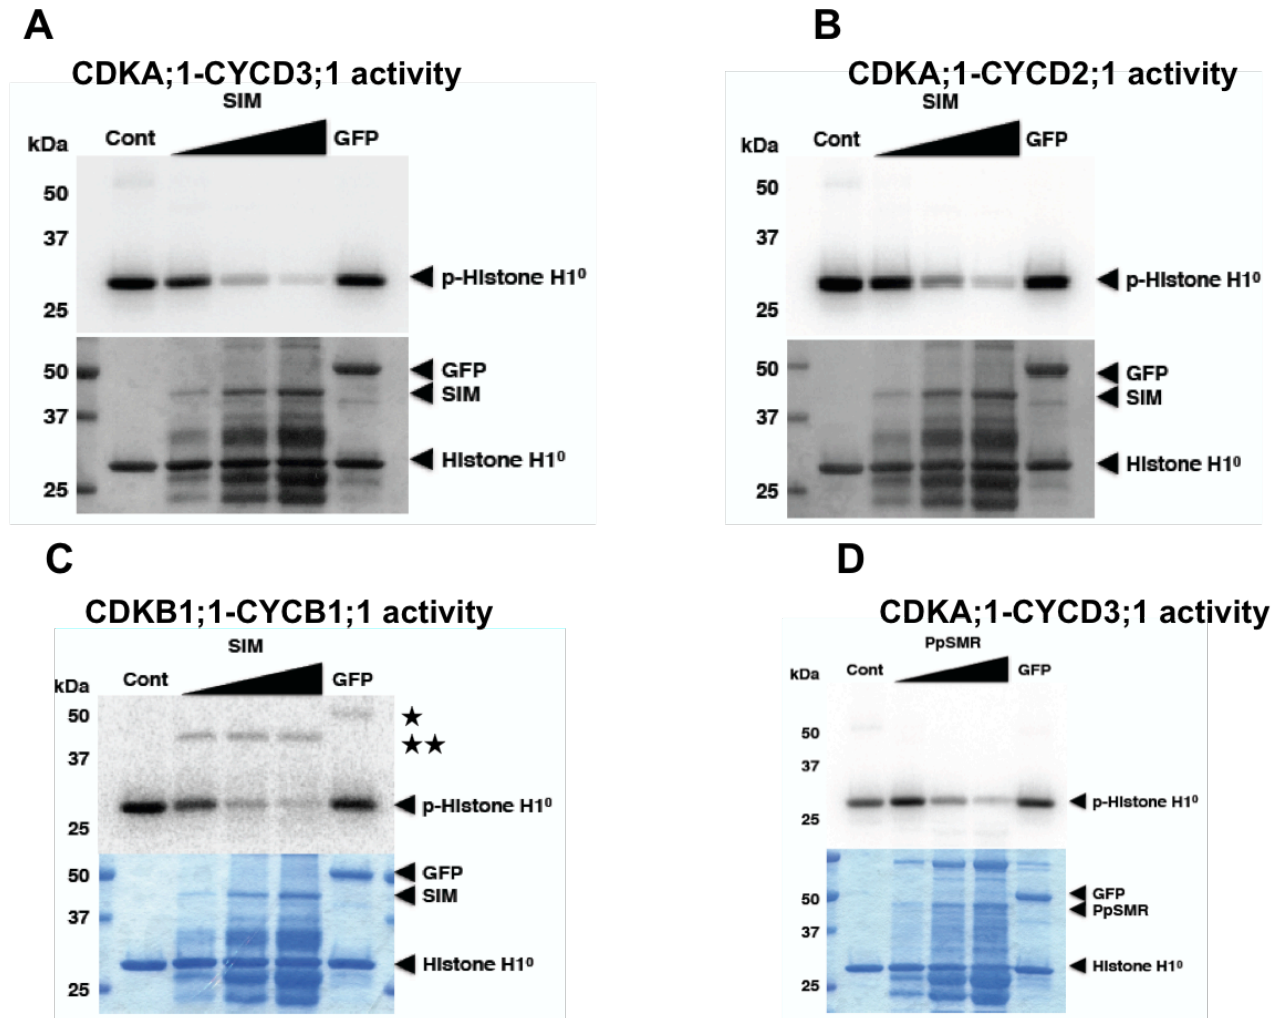 A
CDKA;1-CYCD3;1 activity
SIM
kDa Cont GFP
50
37
p-Histone H1⁰
25
50 GFP
SIM
37
Histone H1⁰
25
B
CDKA;1-CYCD2;1 activity
SIM
kDa Cont GFP
50
37
p-Histone H1⁰
25
50 GFP
SIM
37
Histone H1⁰
25
C
CDKB1;1-CYCB1;1 activity
SIM
kDa Cont GFP
50 ★
★★
37
p-Histone H1⁰
25
50 GFP
SIM
37
Histone H1⁰
25
D
CDKA;1-CYCD3;1 activity
PpSMR
kDa Cont GFP
50
37
p-Histone H1⁰
25
50 GFP
PpSMR
37
Histone H1⁰
25